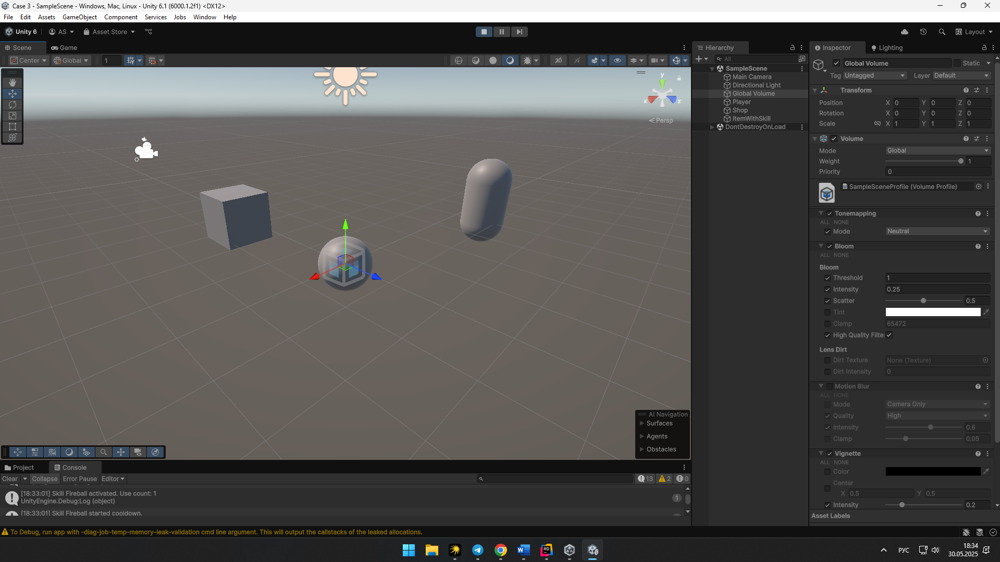 Case 3 - SampleScene - Windows, Mac, Linux - Unity 6.1 (6000.1.2f1) <DX12>
File Edit Assets GameObject Component Services Jobs Window Help
Unity 6 AS Asset Store Layout
Scene Game
Center Global 1 2D
y
x z
Persp
AI Navigation
Surfaces
Agents
Obstacles
Hierarchy
All
SampleScene
Main Camera
Directional Light
Global Volume
Player
Shop
ItemWithSkill
DontDestroyOnLoad
Inspector Lighting
Global Volume Static
Tag Untagged Layer Default
Transform
Position X 0 Y 0 Z 0
Rotation X 0 Y 0 Z 0
Scale X 1 Y 1 Z 1
Volume
Mode Global
Weight 1
Priority 0
SampleSceneProfile (Volume Profile)
Tonemapping
ALL NONE
Mode Neutral
Bloom
ALL NONE
Bloom
Threshold 1
Intensity 0.25
Scatter 0.5
Tint
Clamp 65472
High Quality Filte
Lens Dirt
Dirt Texture None (Texture)
Dirt Intensity 0
Motion Blur
ALL NONE
Mode Camera Only
Quality High
Intensity 0.6
Clamp 0.05
Vignette
ALL NONE
Color
Center
X 0.5 Y 0.5
Intensity 0.2
Asset Labels
Project Console
Clear Collapse Error Pause Editor 13 2 0
[18:33:01] Skill Fireball activated. Use count: 1
UnityEngine.Debug:Log (object)
1
[18:33:01] Skill Fireball started cooldown.
To Debug, run app with -diag-job-temp-memory-leak-validation cmd line argument. This will output the callstacks of the leaked allocations.
РУС
18:34
30.05.2025